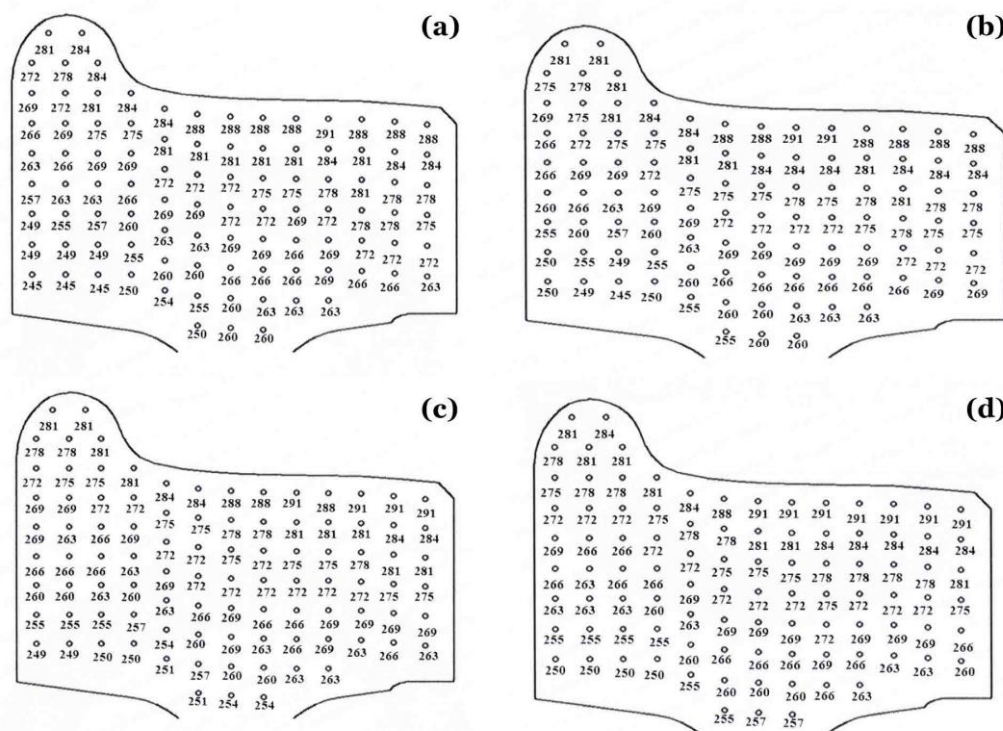 (a)
281 284
272 278 284
269 272 281 284
266 269 275 275 284 288 288 288 288 291 288 288 288
263 266 269 269 281 281 281 281 281 284 281 284 284
257 263 263 266 272 272 272 275 275 278 281 278 278
249 255 257 260 269 269 272 272 269 272 278 278 275
249 249 249 255 263 263 269 269 266 269 272 272 272
245 245 245 250 260 260 266 266 266 269 266 266 263
254 255 260 263 263 263
250 260 260
(b)
281 281
275 278 281
269 275 281 284
266 272 275 275 284 288 288 291 291 288 288 288 288
266 269 269 272 281 281 284 284 284 281 284 284 284
260 266 263 269 275 275 275 278 275 278 281 278 278
255 260 257 260 269 272 272 272 272 275 278 275 275
250 255 249 255 263 269 269 269 269 269 272 272 272
250 249 245 250 260 266 266 266 266 266 266 269 269
255 260 260 263 263 263
255 260 260
(c)
281 281
278 278 281
272 275 275 281
269 269 272 272 284 284 288 288 291 288 291 291 291
269 263 266 269 275 275 278 278 281 281 281 284 284
266 266 266 263 272 272 275 272 275 275 278 281 281
260 260 263 260 269 272 272 272 272 272 272 275 275
255 255 255 257 263 266 269 266 266 269 269 269 269
249 249 250 250 254 260 269 263 266 269 263 266 263
251 257 260 260 263 263
251 254 254
(d)
281 284
278 281 281
275 278 278 281
272 272 272 275 284 288 291 291 291 291 291 291 291
269 266 266 272 278 278 281 281 284 284 284 284 284
266 263 266 266 272 275 275 275 278 278 278 278 281
263 263 263 260 269 272 272 272 275 272 272 272 275
255 255 255 255 263 269 269 269 272 269 269 269 266
250 250 250 250 260 266 266 266 269 266 263 263 260
255 260 260 260 266 263
255 257 257